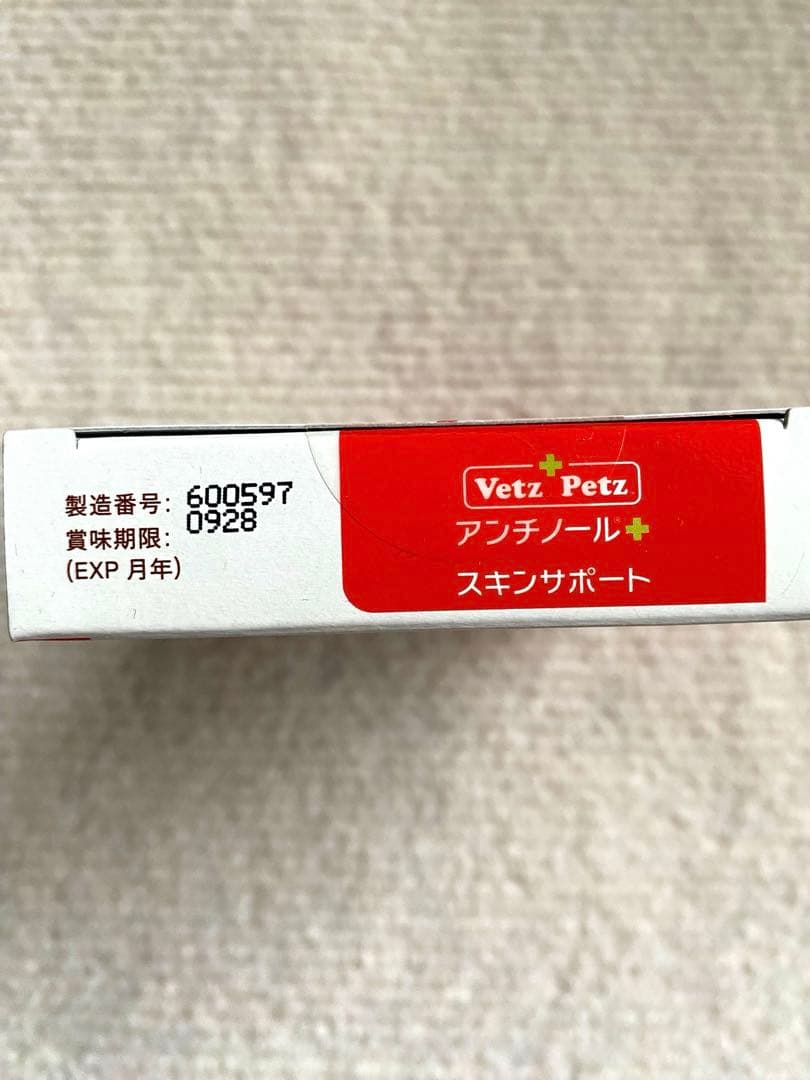 製造番号: 600597
賞味期限: 0928
(EXP 月年)
Vetz Petz
アンチノール®+
スキンサポート